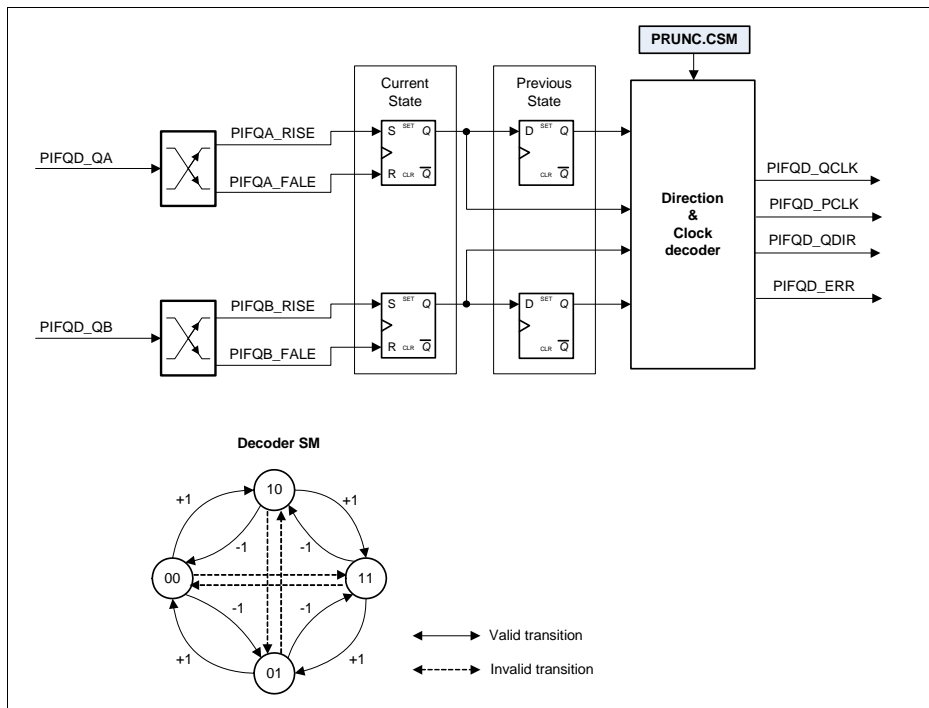 PRUNC.CSM
Current
State
Previous
State
PIFQD_QA
PIFQA_RISE
PIFQA_FALE
S SET Q
R CLR Q
D SET Q
CLR Q
Direction
&
Clock
decoder
PIFQD_QCLK
PIFQD_PCLK
PIFQD_QDIR
PIFQD_ERR
PIFQD_QB
PIFQB_RISE
PIFQB_FALE
S SET Q
R CLR Q
D SET Q
CLR Q
Decoder SM
10
+1
+1
-1
-1
00
11
-1
-1
+1
+1
01
Valid transition
Invalid transition